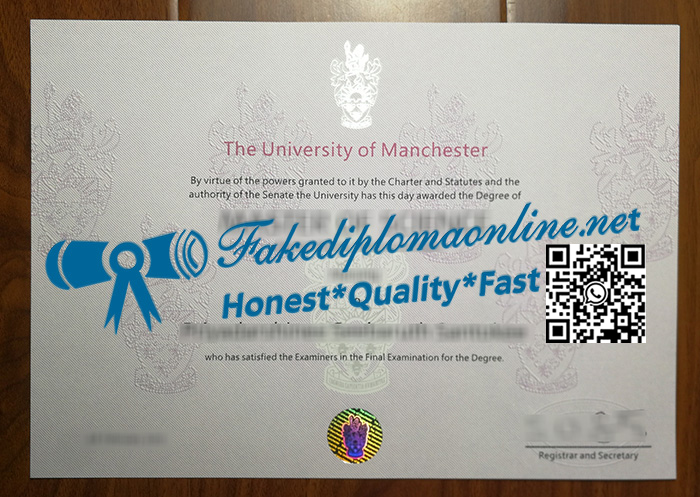 The University of Manchester
By virtue of the powers granted to it by the Charter and Statutes and the
authority of the Senate the University has this day awarded the Degree of
Fakediplomaonline.net
Honest*Quality*Fast
who has satisfied the Examiners in the Final Examination for the Degree.
Registrar and Secretary